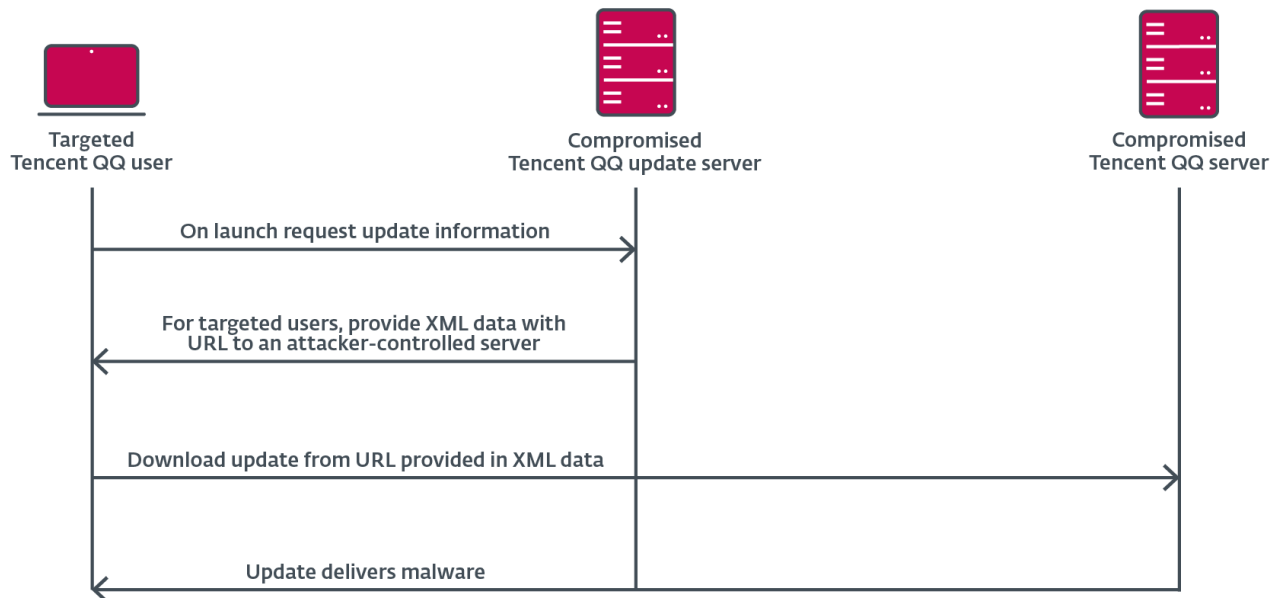 Targeted
Tencent QQ user
Compromised
Tencent QQ update server
Compromised
Tencent QQ server
On launch request update information
For targeted users, provide XML data with
URL to an attacker-controlled server
Download update from URL provided in XML data
Update delivers malware